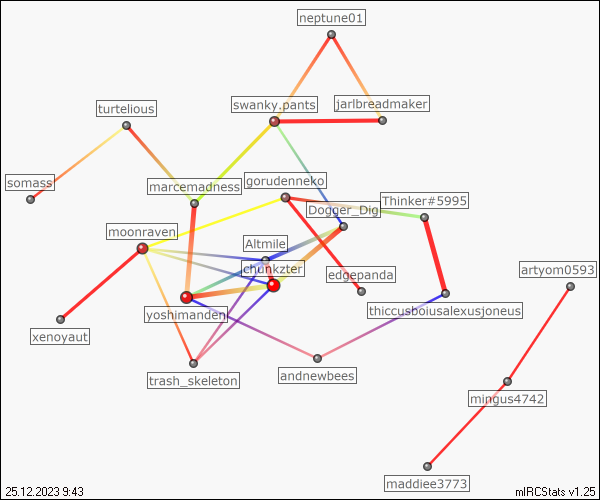 neptune01
swanky.pants
jarlbreadmaker
turtelious
somass
marcemadness
gorudenneko
Thinker#5995
Dogger_Dig
moonraven
Altmile
chunkzter
edgepanda
artyom0593
yoshimandenj
thiccusboiusalexusjoneus
xenoyaut
trash_skeleton
andnewbees
mingus4742
maddiee3773
25.12.2023 9:43
mIRCStats v1.25